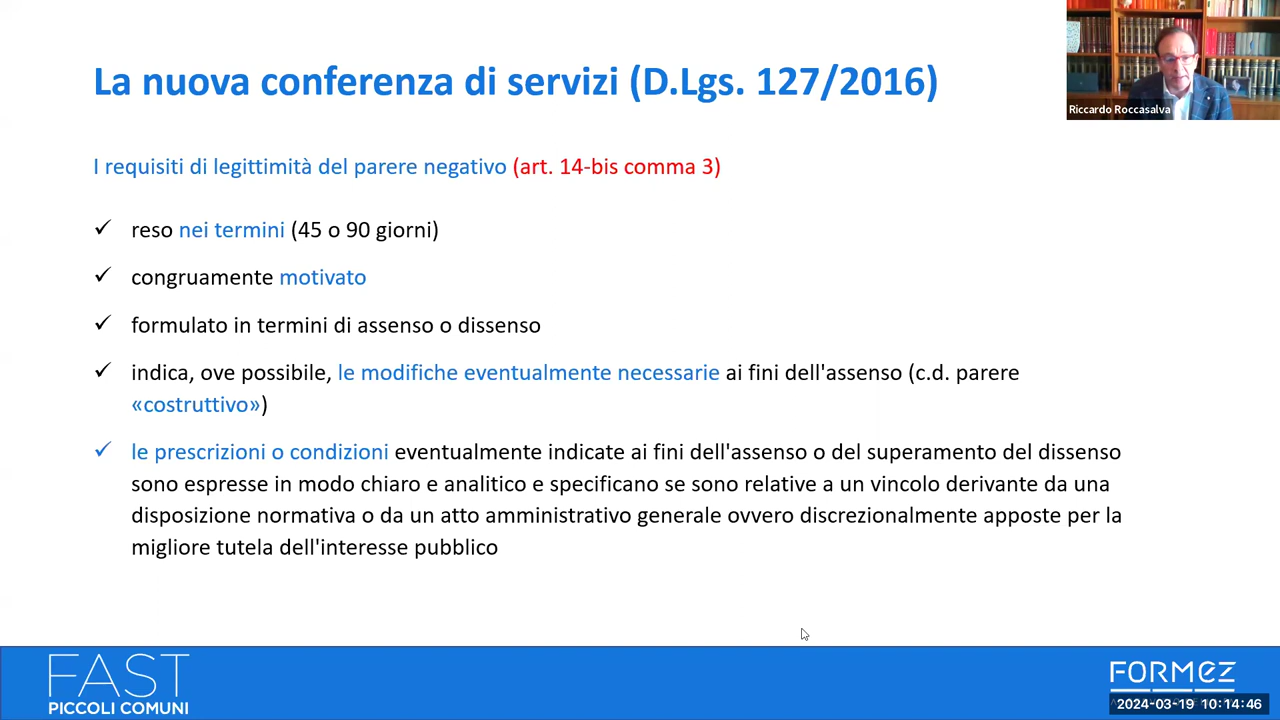 La nuova conferenza di servizi (D.Lgs. 127/2016)
Riccardo Roccasalva
I requisiti di legittimità del parere negativo (art. 14-bis comma 3)
✓ reso nei termini (45 o 90 giorni)
✓ congruamente motivato
✓ formulato in termini di assenso o dissenso
✓ indica, ove possibile, le modifiche eventualmente necessarie ai fini dell'assenso (c.d. parere
«costruttivo»)
✓ le prescrizioni o condizioni eventualmente indicate ai fini dell'assenso o del superamento del dissenso
sono espresse in modo chiaro e analitico e specificano se sono relative a un vincolo derivante da una
disposizione normativa o da un atto amministrativo generale ovvero discrezionalmente apposte per la
migliore tutela dell'interesse pubblico
FAST
PICCOLI COMUNI
FORMEZ
2024-03-19 10:14:46